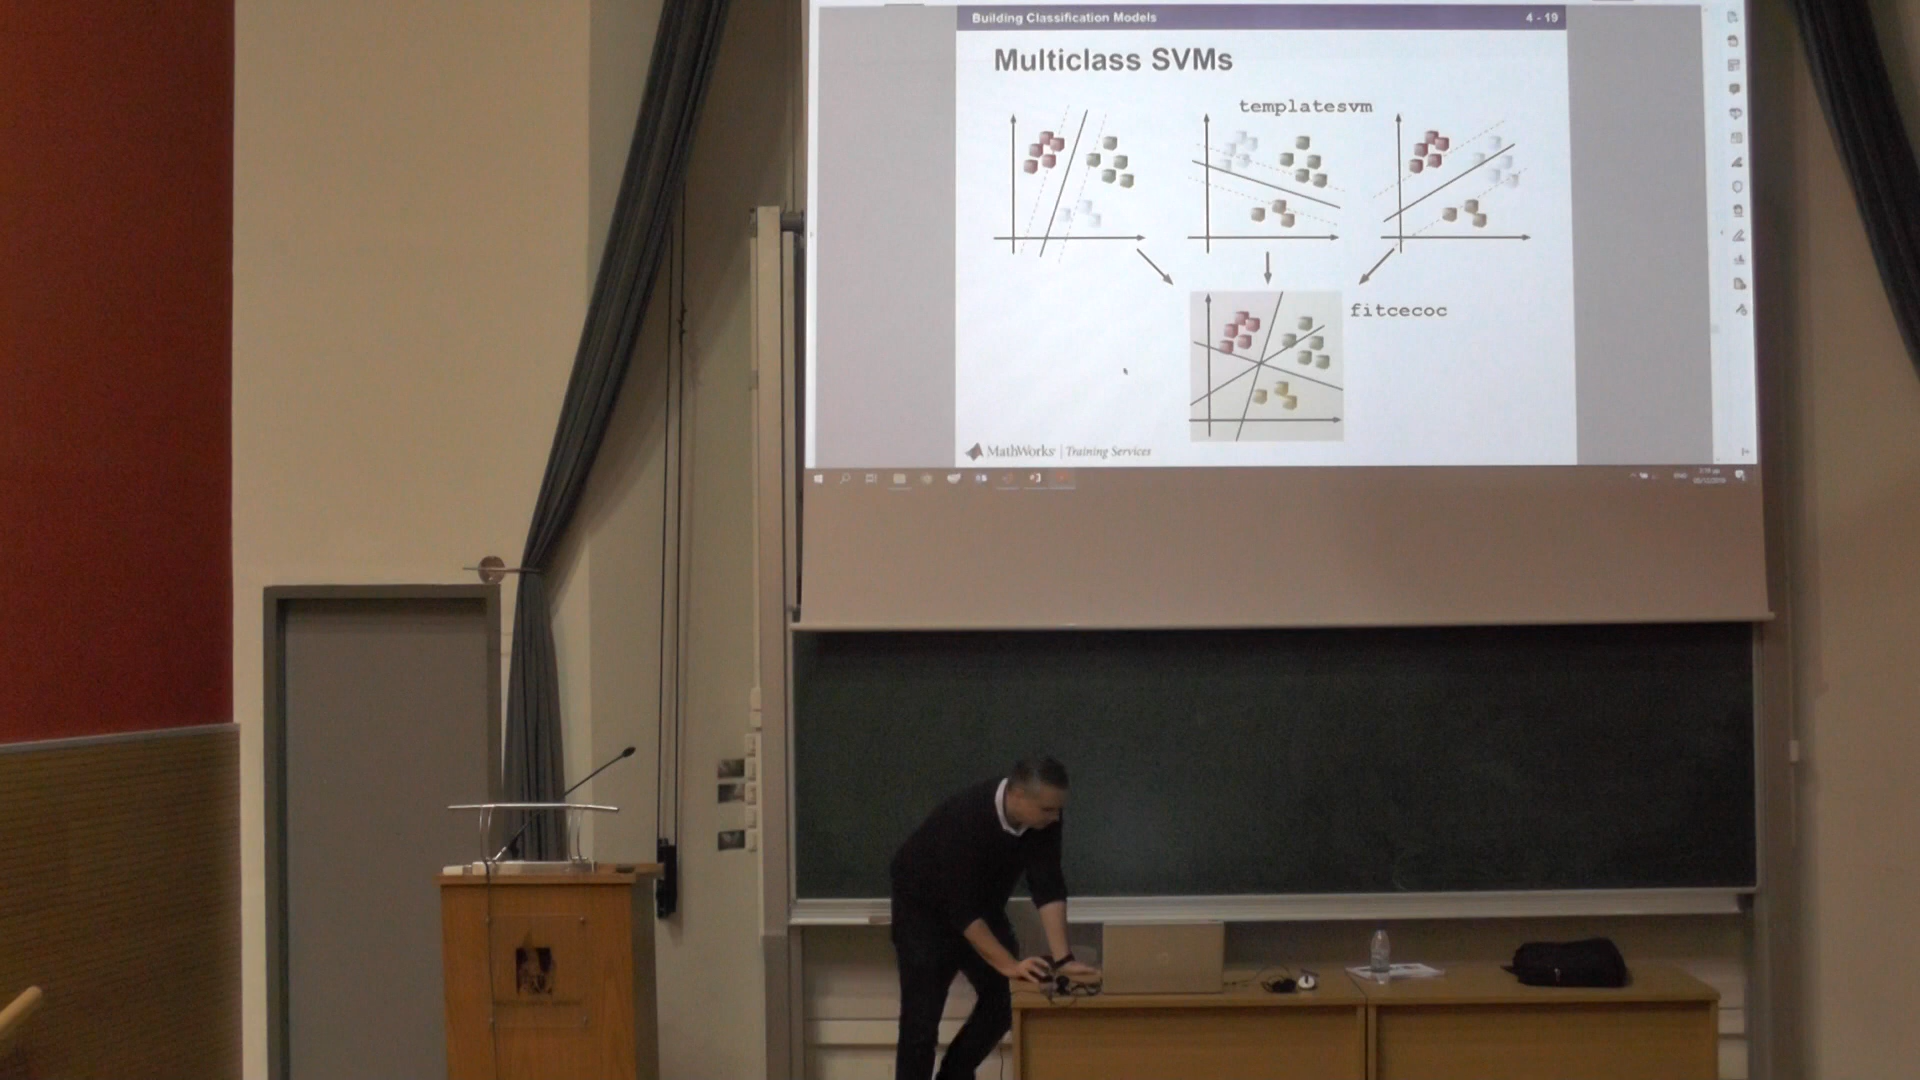 Building Classification Models 4 - 19
Multiclass SVMs
templatesvm
fitcecoc
MathWorks | Training Services